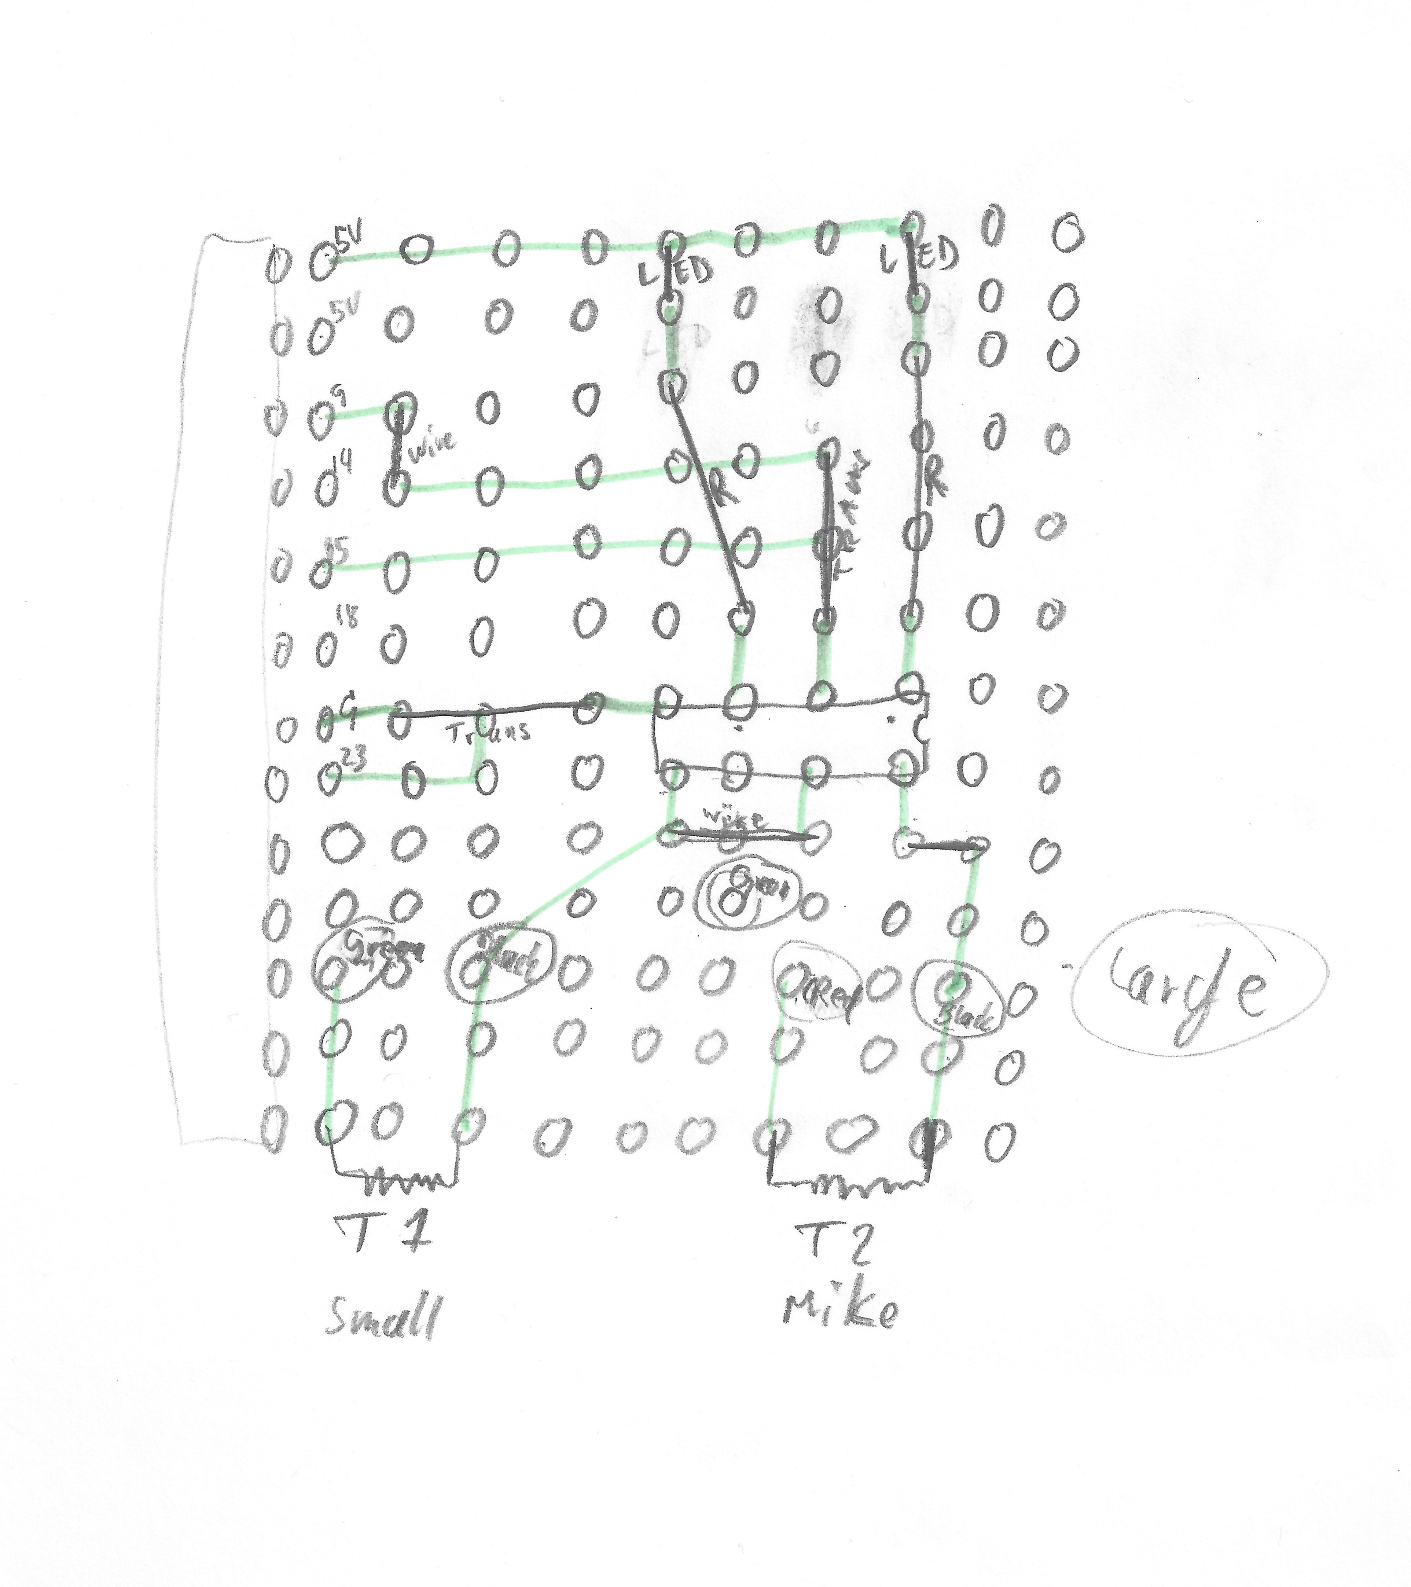 5V
LED
LED
5V
g
wire
14
R
R
TRANS
15
18
G
Trans
23
wire
Green
Green
Black
Red
Black
Large
T1
T2
Small
Mike